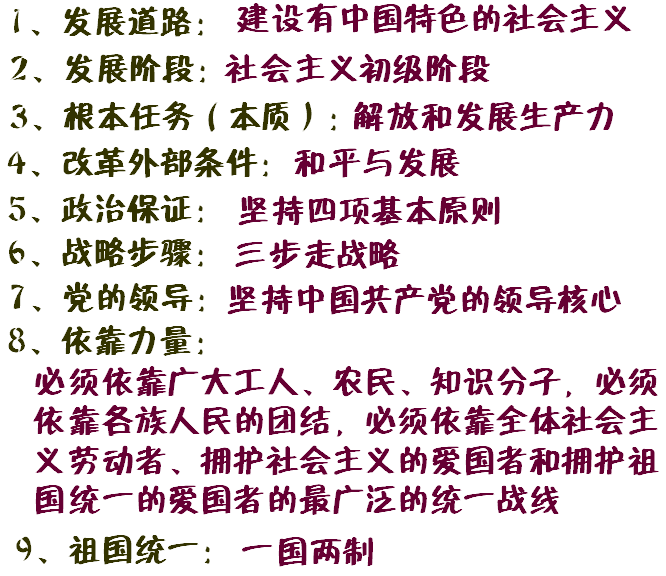 1、发展道路： 建设有中国特色的社会主义
2、发展阶段：社会主义初级阶段
3、根本任务（本质）：解放和发展生产力
4、改革外部条件：和平与发展
5、政治保证： 坚持四项基本原则
6、战略步骤： 三步走战略
7、党的领导：坚持中国共产党的领导核心
8、依靠力量：
必须依靠广大工人、农民、知识分子，必须
依靠各族人民的团结，必须依靠全体社会主
义劳动者、拥护社会主义的爱国者和拥护祖
国统一的爱国者的最广泛的统一战线
9、祖国统一： 一国两制